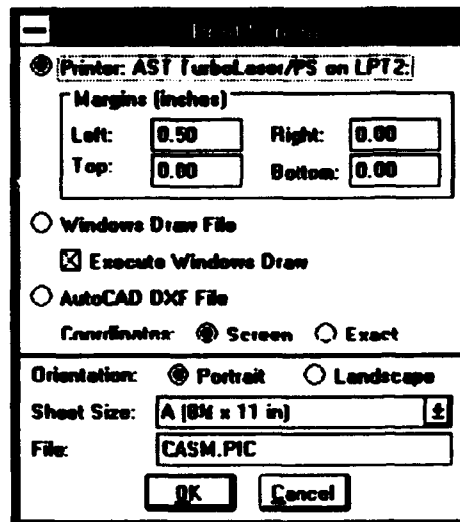 Printer: AST TurboLaser/PS on LPT2:
Margins (inches)
Left: 0.50 Right: 0.00
Top: 0.00 Bottom: 0.00
Windows Draw File
Execute Windows Draw
AutoCAD DXF File
Coordinates: Screen Exact
Orientation: Portrait Landscape
Sheet Size: A (8½ x 11 in)
File: CASM.PIC
OK Cancel